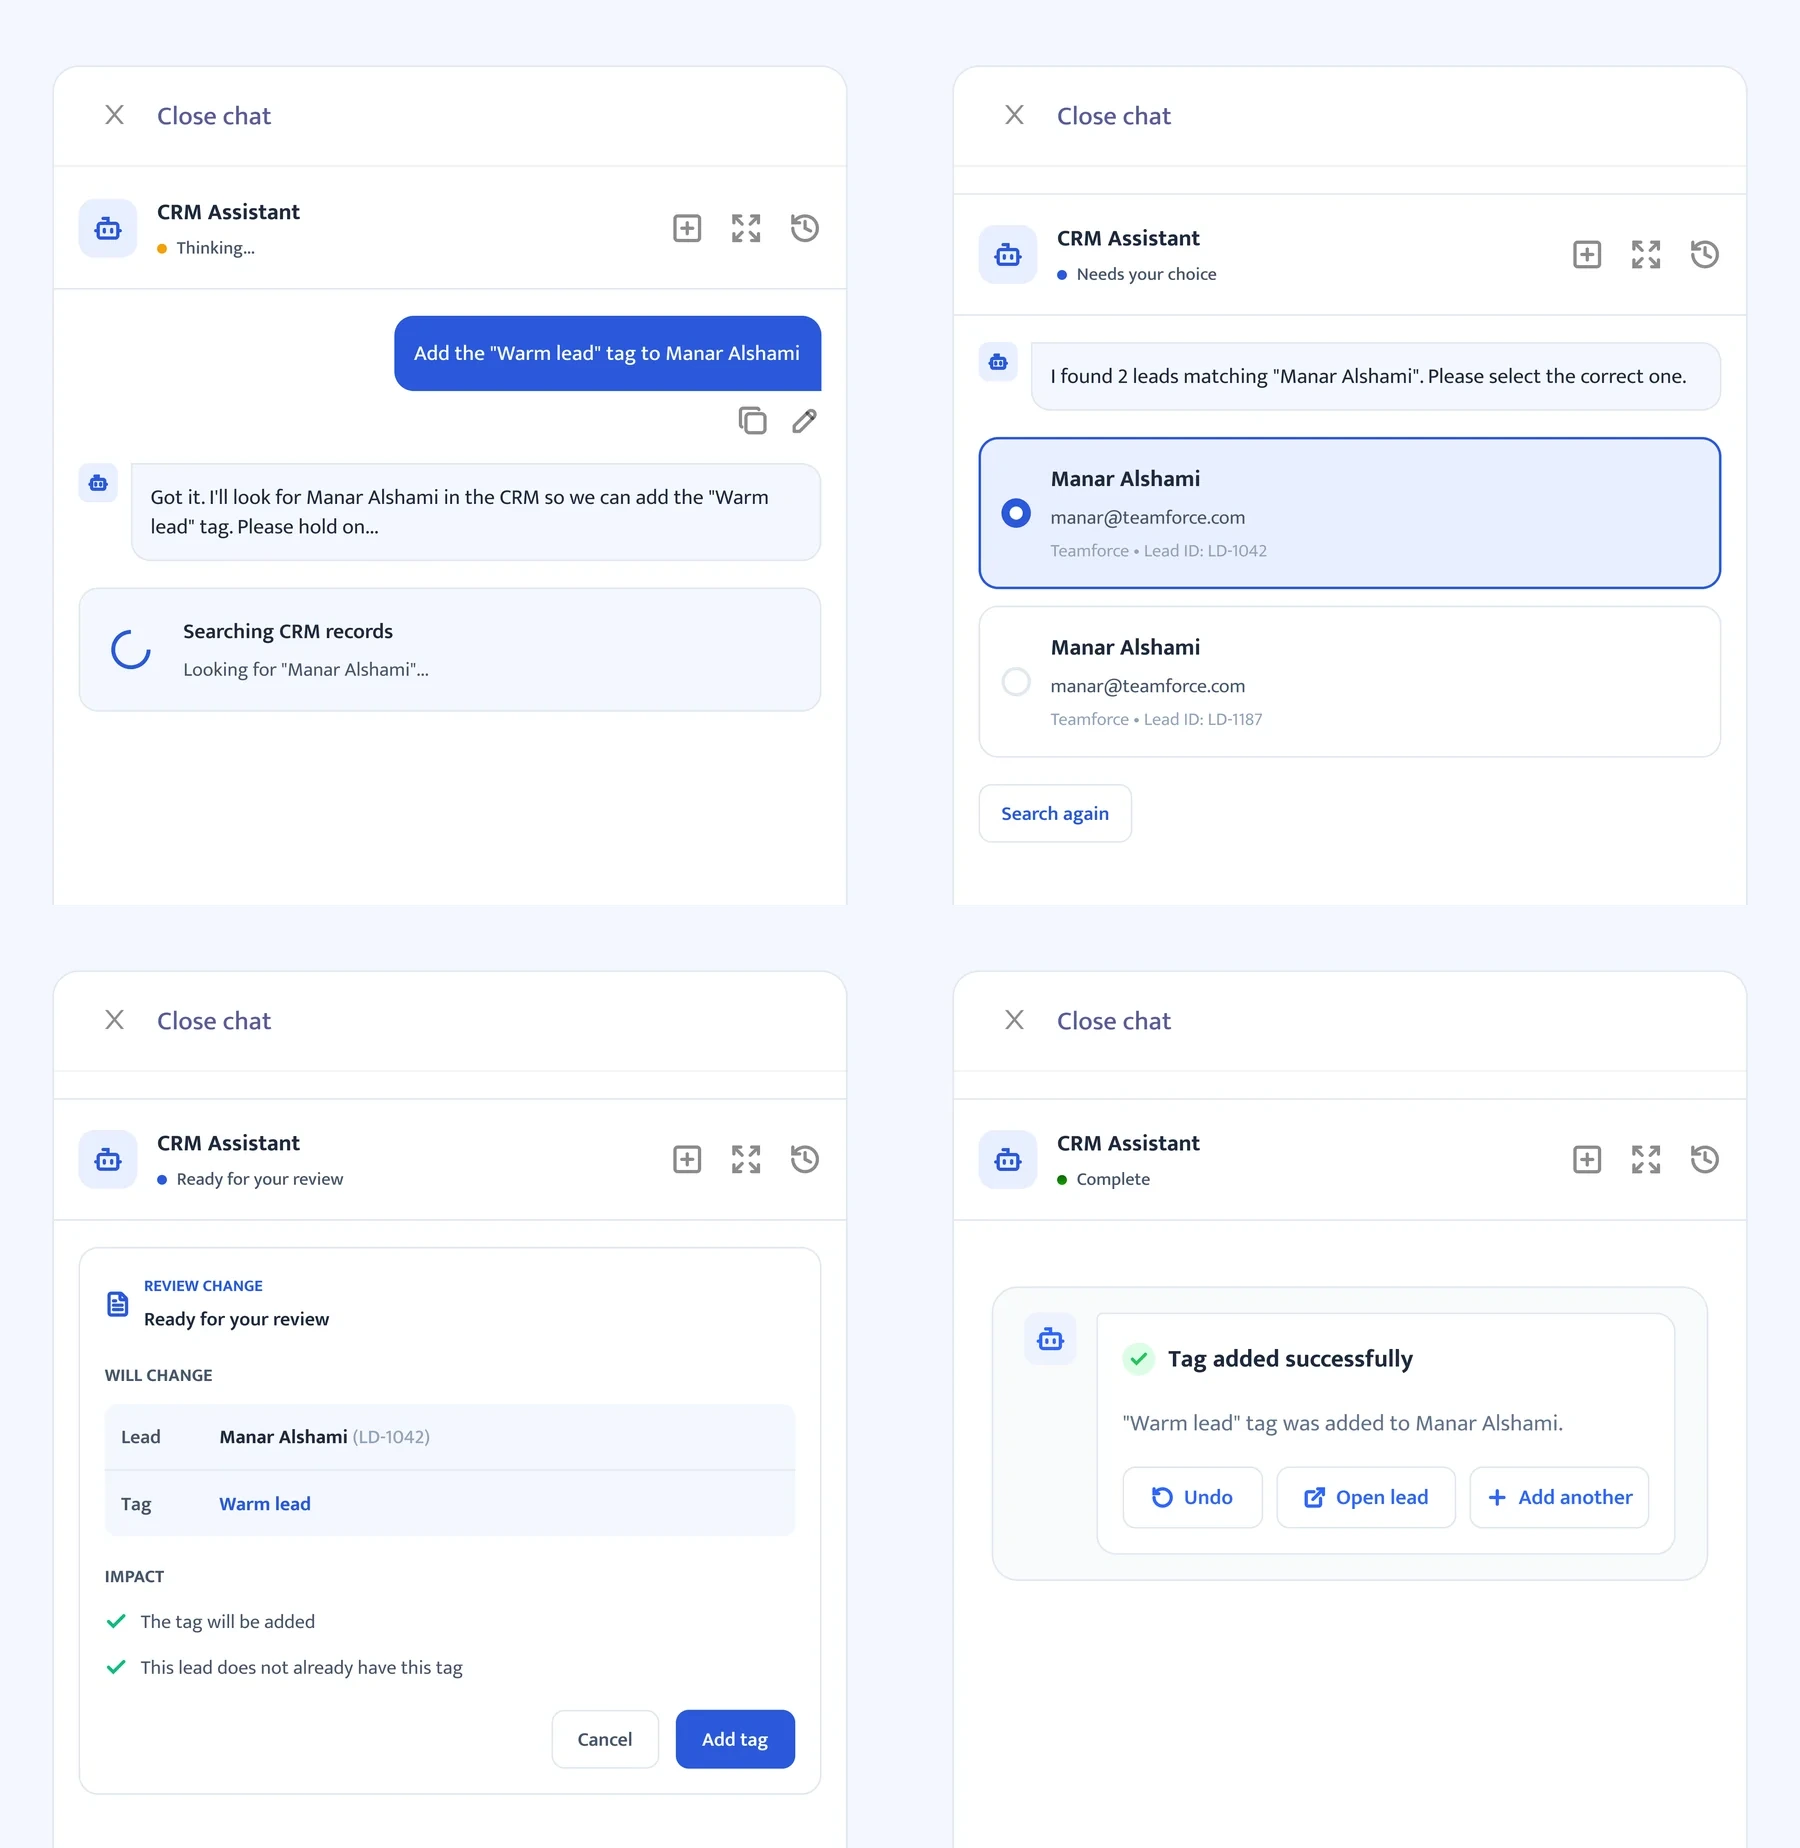 Close chat
CRM Assistant
Thinking...
Add the "Warm lead" tag to Manar Alshami
Got it. I'll look for Manar Alshami in the CRM so we can add the "Warm
lead" tag. Please hold on...
Searching CRM records
Looking for "Manar Alshami"...
Close chat
CRM Assistant
Needs your choice
I found 2 leads matching "Manar Alshami". Please select the correct one.
Manar Alshami
manar@teamforce.com
Teamforce • Lead ID: LD-1042
Manar Alshami
manar@teamforce.com
Teamforce • Lead ID: LD-1187
Search again
Close chat
CRM Assistant
Ready for your review
REVIEW CHANGE
Ready for your review
WILL CHANGE
Lead Manar Alshami (LD-1042)
Tag Warm lead
IMPACT
The tag will be added
This lead does not already have this tag
Cancel Add tag
Close chat
CRM Assistant
Complete
Tag added successfully
"Warm lead" tag was added to Manar Alshami.
Undo Open lead Add another